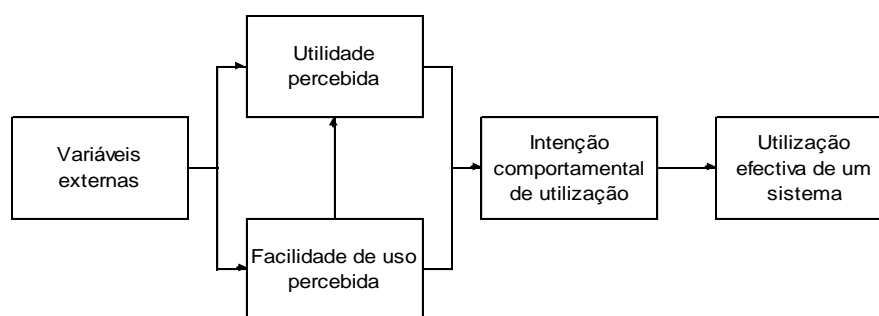 Utilidade
percebida
Variáveis
externas
Intenção
comportamental
de utilização
Utilização
efectiva de um
sistema
Facilidade de uso
percebida